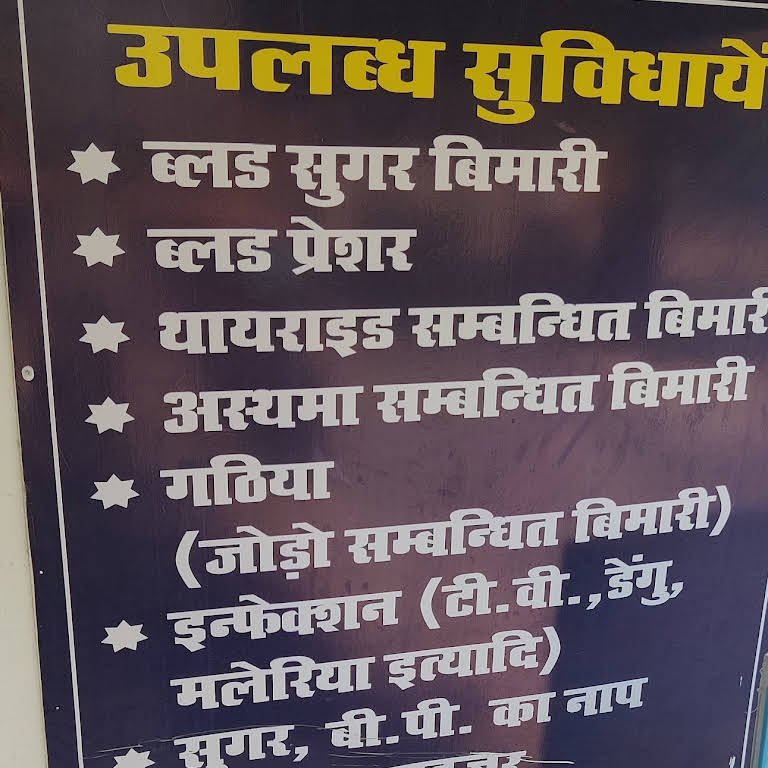 उपलब्ध सुविधायें
ब्लड सुगर बिमारी
ब्लड प्रेशर
थायराइड सम्बन्धित बिमारी
अस्थमा सम्बन्धित बिमारी
गठिया
(जोड़ो सम्बन्धित बिमारी)
इन्फेक्शन (टी.वी.,डेंगु,
मलेरिया इत्यादि)
सुगर, बी.पी. का नाप